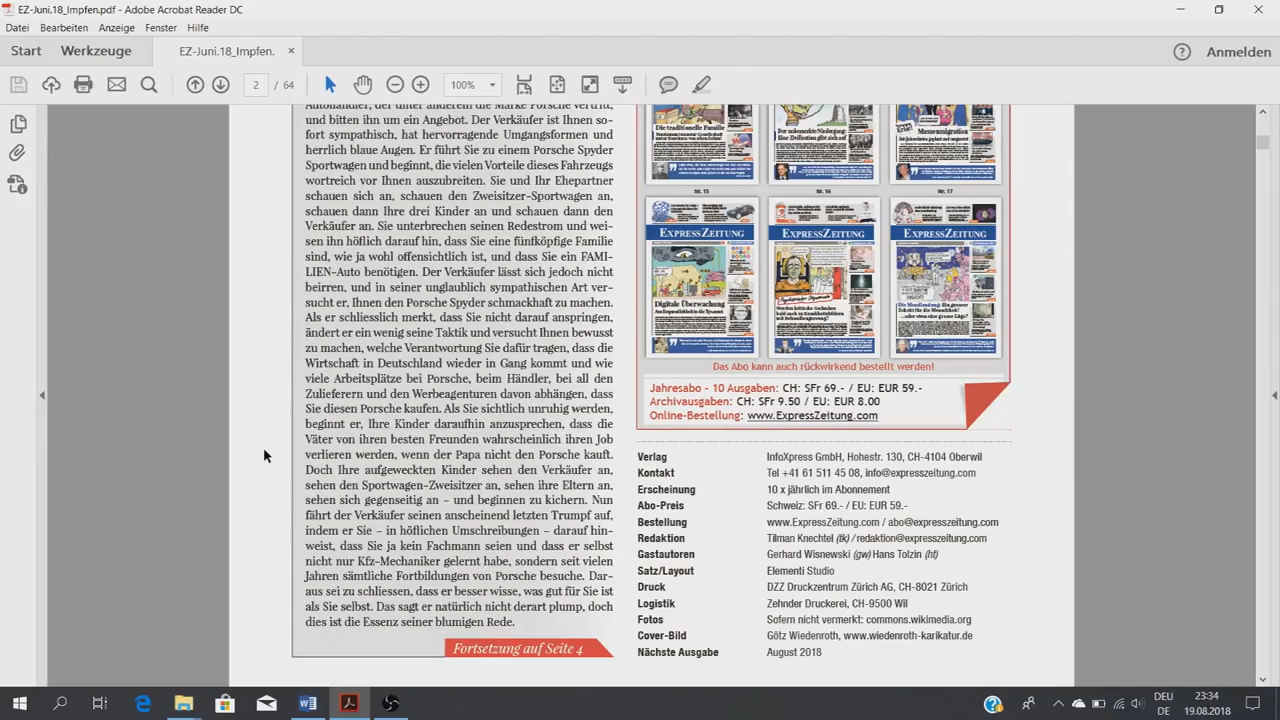 EZ-Juni.18_Impfen.pdf - Adobe Acrobat Reader DC
Datei Bearbeiten Anzeige Fenster Hilfe
Start Werkzeuge EZ-Juni.18_Impfen. × Anmelden
2 / 64 100%
Autohändler, der unter anderem die Marke Porsche vertritt,
und bitten ihn um ein Angebot. Der Verkäufer ist Ihnen so-
fort sympathisch, hat hervorragende Umgangsformen und
herrlich blaue Augen. Er führt Sie zu einem Porsche Spyder
Sportwagen und beginnt, die vielen Vorteile dieses Fahrzeugs
wortreich vor Ihnen auszubreiten. Sie und Ihr Ehepartner
schauen sich an, schauen den Zweisitzer-Sportwagen an,
schauen dann Ihre drei Kinder an und schauen dann den
Verkäufer an. Sie unterbrechen seinen Redestrom und wei-
sen ihn höflich darauf hin, dass Sie eine fünfköpfige Familie
sind, wie ja wohl offensichtlich ist, und dass Sie ein FAMI-
LIEN-Auto benötigen. Der Verkäufer lässt sich jedoch nicht
beirren, und in seiner unglaublich sympathischen Art ver-
sucht er, Ihnen den Porsche Spyder schmackhaft zu machen.
Als er schliesslich merkt, dass Sie nicht darauf anspringen,
ändert er ein wenig seine Taktik und versucht Ihnen bewusst
zu machen, welche Verantwortung Sie dafür tragen, dass die
Wirtschaft in Deutschland wieder in Gang kommt und wie
viele Arbeitsplätze bei Porsche, beim Händler, bei all den
Zulieferern und den Werbeagenturen davon abhängen, dass
Sie diesen Porsche kaufen. Als Sie sichtlich unruhig werden,
beginnt er, Ihre Kinder daraufhin anzusprechen, dass die
Väter von ihren besten Freunden wahrscheinlich ihren Job
verlieren werden, wenn der Papa nicht den Porsche kauft.
Doch Ihre aufgeweckten Kinder sehen den Verkäufer an,
sehen den Sportwagen-Zweisitzer an, sehen ihre Eltern an,
sehen sich gegenseitig an – und beginnen zu kichern. Nun
fährt der Verkäufer seinen anscheinend letzten Trumpf auf,
indem er Sie – in höflichen Umschreibungen – darauf hin-
weist, dass Sie ja kein Fachmann seien und dass er selbst
nicht nur Kfz-Mechaniker gelernt habe, sondern seit vielen
Jahren sämtliche Fortbildungen von Porsche besuche. Dar-
aus sei zu schliessen, dass er besser wisse, was gut für Sie ist
als Sie selbst. Das sagt er natürlich nicht derart plump, doch
dies ist die Essenz seiner blumigen Rede.
Fortsetzung auf Seite 4
Die traditionelle Familie
Der unbemerkte Niedergang:
Eine Zivilisation gibt sich auf
Massenmigration
Nr. 15 Nr. 16 Nr. 17
EXPRESSZEITUNG EXPRESSZEITUNG EXPRESSZEITUNG
Digitale Überwachung
Das Abo kann auch rückwirkend bestellt werden!
Jahresabo - 10 Ausgaben: CH: SFr 69.- / EU: EUR 59.-
Archivausgaben: CH: SFr 9.50 / EU: EUR 8.00
Online-Bestellung: www.ExpressZeitung.com
Verlag InfoXpress GmbH, Hohestr. 130, CH-4104 Oberwil
Kontakt Tel +41 61 511 45 08, info@expresszeitung.com
Erscheinung 10 x jährlich im Abonnement
Abo-Preis Schweiz: SFr 69.- / EU: EUR 59.-
Bestellung www.ExpressZeitung.com / abo@expresszeitung.com
Redaktion Tilman Knechtel (tk) / redaktion@expresszeitung.com
Gastautoren Gerhard Wisnewski (gw) Hans Tolzin (ht)
Satz/Layout Elementi Studio
Druck DZZ Druckzentrum Zürich AG, CH-8021 Zürich
Logistik Zehnder Druckerei, CH-9500 Wil
Fotos Sofern nicht vermerkt: commons.wikimedia.org
Cover-Bild Götz Wiedenroth, www.wiedenroth-karikatur.de
Nächste Ausgabe August 2018
DEU
DE
23:34
19.08.2018